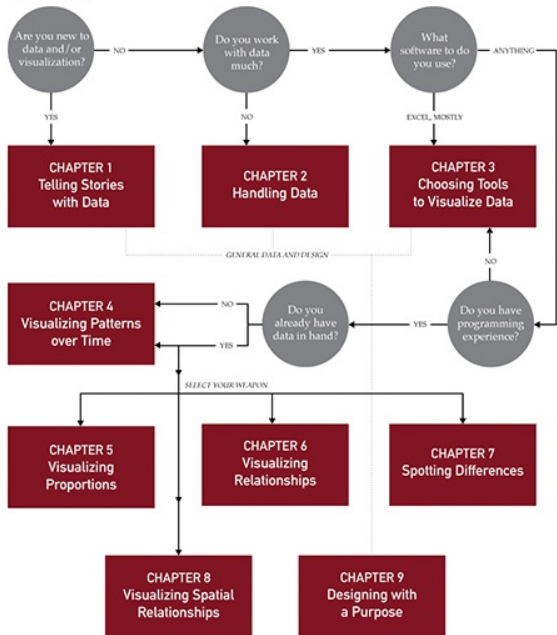 Are you new to
data and/or
visualization?
NO
Do you work
with data
much?
YES
What
software to do
you use?
ANYTHING
YES
NO
EXCEL, MOSTLY
CHAPTER 1
Telling Stories
with Data
CHAPTER 2
Handling Data
CHAPTER 3
Choosing Tools
to Visualize Data
GENERAL DATA AND DESIGN
NO
CHAPTER 4
Visualizing Patterns
over Time
NO
YES
Do you
already have
data in hand?
YES
Do you have
programming
experience?
SELECT YOUR WEAPON
CHAPTER 5
Visualizing
Proportions
CHAPTER 6
Visualizing
Relationships
CHAPTER 7
Spotting Differences
CHAPTER 8
Visualizing Spatial
Relationships
CHAPTER 9
Designing with
a Purpose